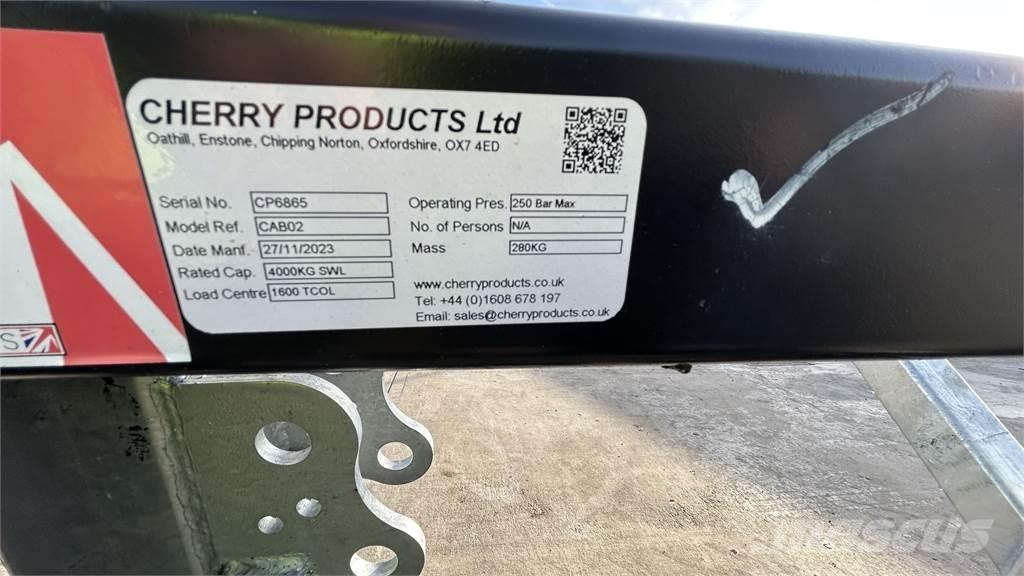 CHERRY PRODUCTS Ltd
Oathill, Enstone, Chipping Norton, Oxfordshire, OX7 4ED
Serial No. CP6865
Model Ref. CAB02
Date Manf. 27/11/2023
Rated Cap. 4000KG SWL
Load Centre 1600 TCOL
Operating Pres. 250 Bar Max
No. of Persons N/A
Mass 280KG
www.cherryproducts.co.uk
Tel: +44 (0)1608 678 197
Email: sales@cherryproducts.co.uk
S